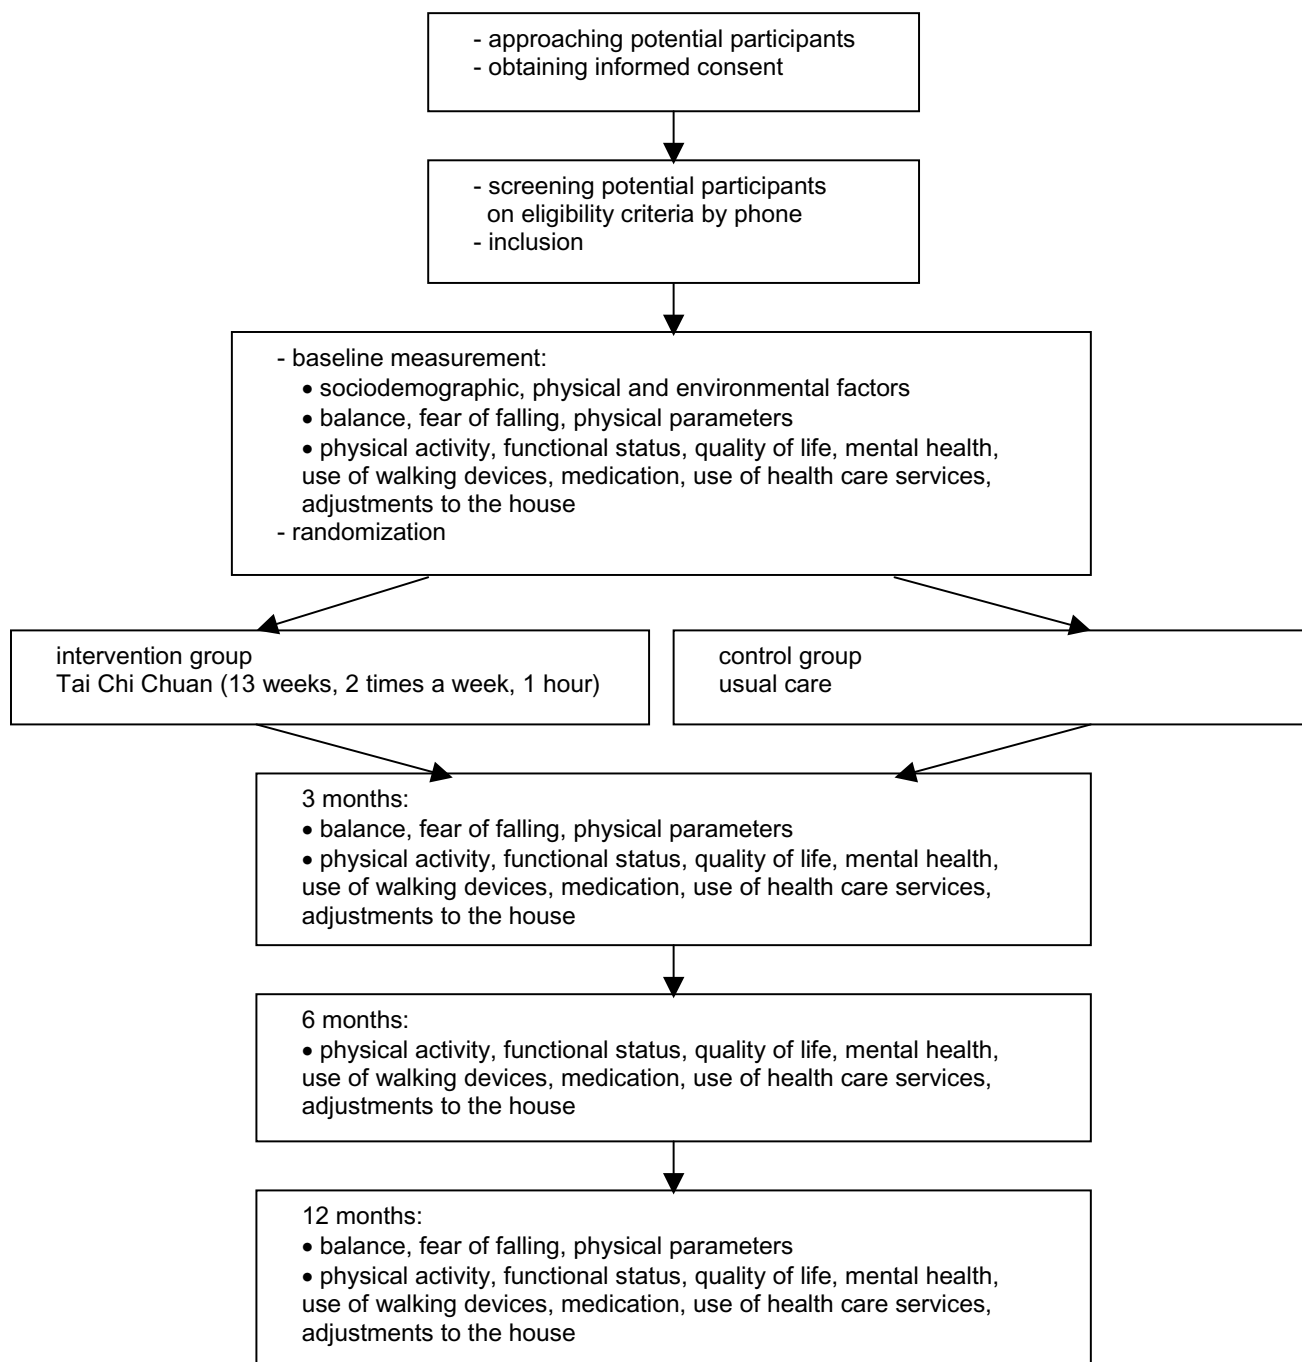 - approaching potential participants
- obtaining informed consent
- screening potential participants
on eligibility criteria by phone
- inclusion
- baseline measurement:
• sociodemographic, physical and environmental factors
• balance, fear of falling, physical parameters
• physical activity, functional status, quality of life, mental health,
use of walking devices, medication, use of health care services,
adjustments to the house
- randomization
intervention group
Tai Chi Chuan (13 weeks, 2 times a week, 1 hour)
control group
usual care
3 months:
• balance, fear of falling, physical parameters
• physical activity, functional status, quality of life, mental health,
use of walking devices, medication, use of health care services,
adjustments to the house
6 months:
• physical activity, functional status, quality of life, mental health,
use of walking devices, medication, use of health care services,
adjustments to the house
12 months:
• balance, fear of falling, physical parameters
• physical activity, functional status, quality of life, mental health,
use of walking devices, medication, use of health care services,
adjustments to the house